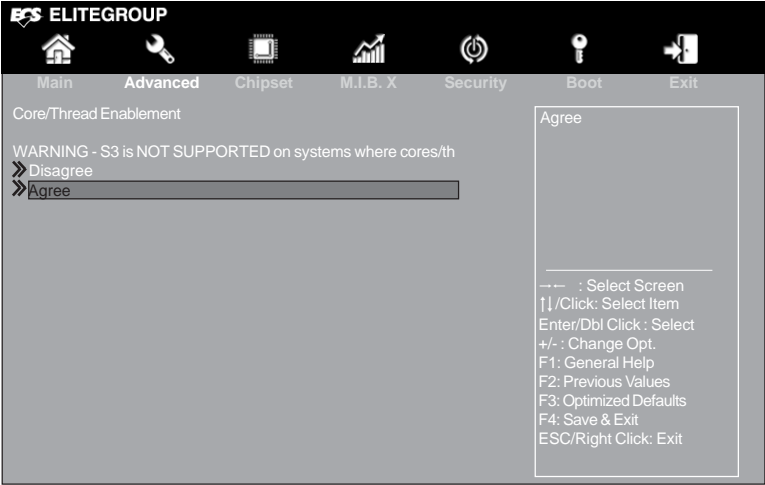 ECS ELITEGROUP
Main Advanced Chipset M.I.B. X Security Boot Exit
Core/Thread Enablement
WARNING - S3 is NOT SUPPORTED on systems where cores/th
Disagree
Agree
Agree
→← : Select Screen
↑↓/Click: Select Item
Enter/Dbl Click : Select
+/- : Change Opt.
F1: General Help
F2: Previous Values
F3: Optimized Defaults
F4: Save & Exit
ESC/Right Click: Exit